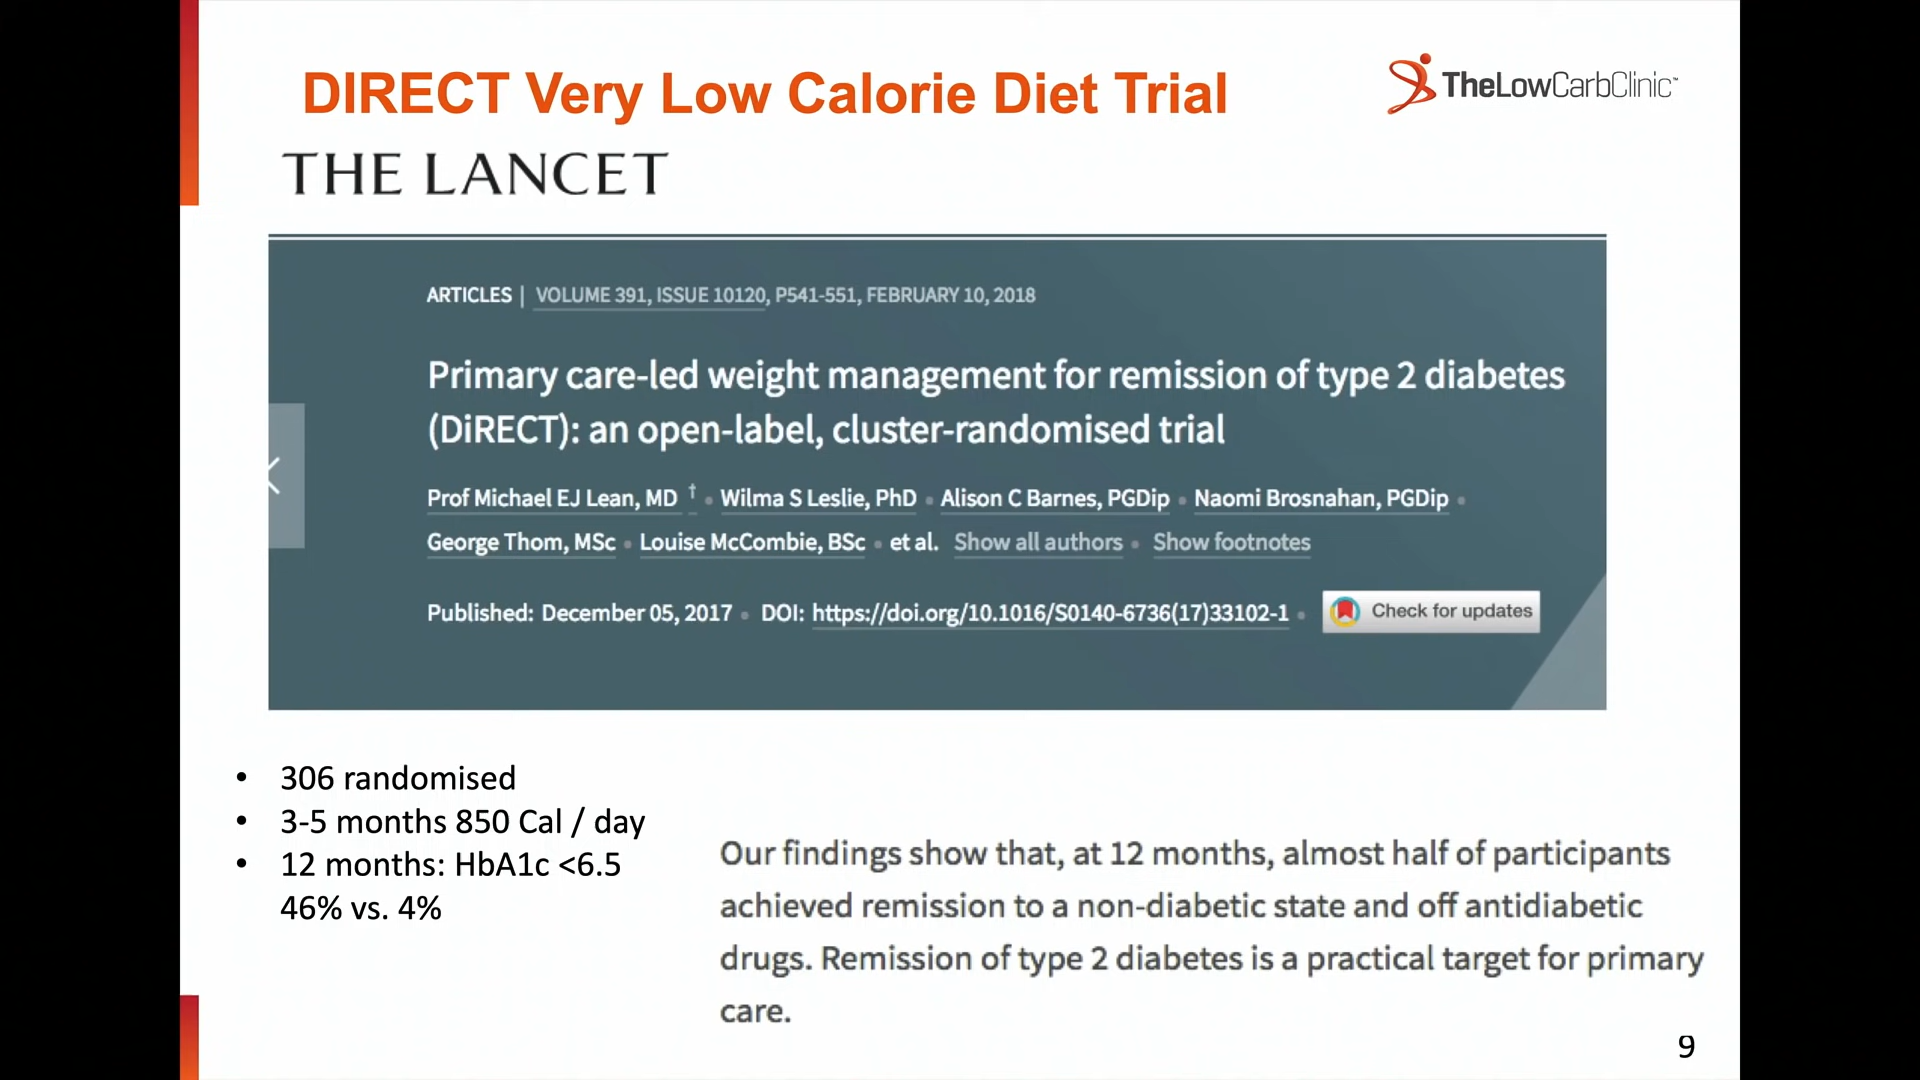 DIRECT Very Low Calorie Diet Trial
TheLowCarbClinic™
THE LANCET
ARTICLES | VOLUME 391, ISSUE 10120, P541-551, FEBRUARY 10, 2018
Primary care-led weight management for remission of type 2 diabetes
(DiRECT): an open-label, cluster-randomised trial
Prof Michael EJ Lean, MD † • Wilma S Leslie, PhD • Alison C Barnes, PGDip • Naomi Brosnahan, PGDip •
George Thom, MSc • Louise McCombie, BSc • et al. Show all authors • Show footnotes
Published: December 05, 2017 • DOI: https://doi.org/10.1016/S0140-6736(17)33102-1 •
Check for updates
• 306 randomised
• 3-5 months 850 Cal / day
• 12 months: HbA1c <6.5
46% vs. 4%
Our findings show that, at 12 months, almost half of participants
achieved remission to a non-diabetic state and off antidiabetic
drugs. Remission of type 2 diabetes is a practical target for primary
care.
9